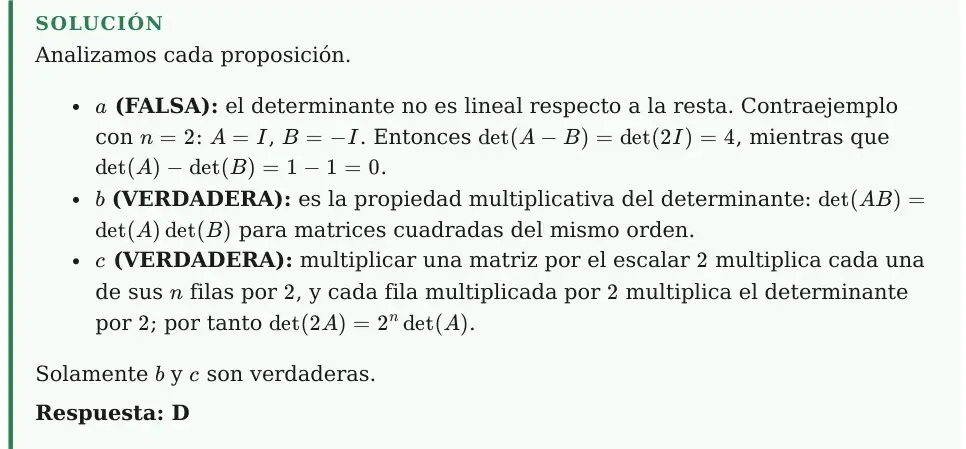 SOLUCIÓN
Analizamos cada proposición.
• a (FALSA): el determinante no es lineal respecto a la resta. Contraejemplo
con n = 2: A = I, B = −I. Entonces det(A − B) = det(2I) = 4, mientras que
det(A) − det(B) = 1 − 1 = 0.
• b (VERDADERA): es la propiedad multiplicativa del determinante: det(AB) =
det(A) det(B) para matrices cuadradas del mismo orden.
• c (VERDADERA): multiplicar una matriz por el escalar 2 multiplica cada una
de sus n filas por 2, y cada fila multiplicada por 2 multiplica el determinante
por 2; por tanto det(2A) = 2ⁿ det(A).
Solamente b y c son verdaderas.
Respuesta: D